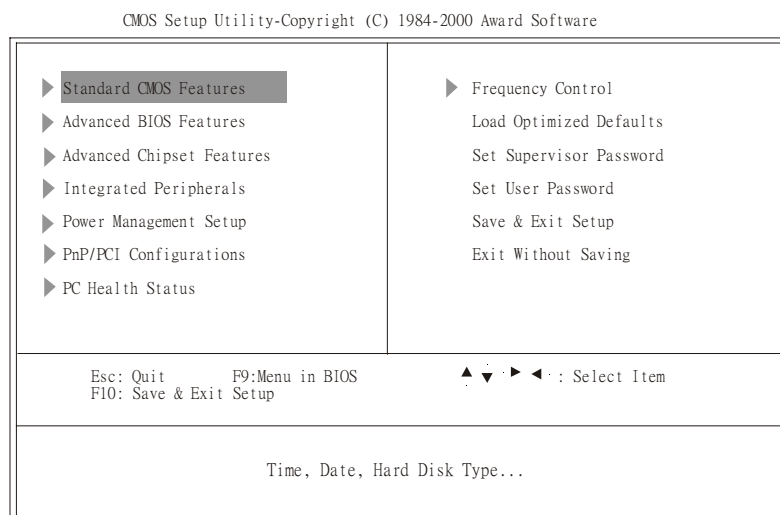 CMOS Setup Utility-Copyright (C) 1984-2000 Award Software
Standard CMOS Features
Advanced BIOS Features
Advanced Chipset Features
Integrated Peripherals
Power Management Setup
PnP/PCI Configurations
PC Health Status
Frequency Control
Load Optimized Defaults
Set Supervisor Password
Set User Password
Save & Exit Setup
Exit Without Saving
Esc: Quit F9:Menu in BIOS
F10: Save & Exit Setup
: Select Item
Time, Date, Hard Disk Type...